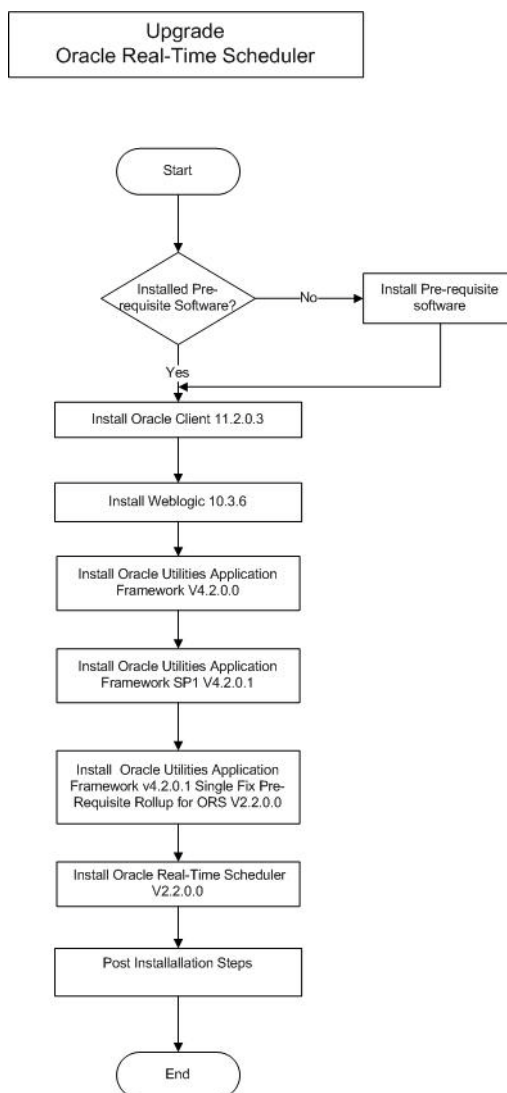 Upgrade
Oracle Real-Time Scheduler
Start
Installed Pre-
requisite Software?
No
Install Pre-requisite
software
Yes
Install Oracle Client 11.2.0.3
Install Weblogic 10.3.6
Install Oracle Utilities Application
Framework V4.2.0.0
Install Oracle Utilities Application
Framework SP1 V4.2.0.1
Install Oracle Utilities Application
Framework v4.2.0.1 Single Fix Pre-
Requisite Rollup for ORS V2.2.0.0
Install Oracle Real-Time Scheduler
V2.2.0.0
Post Installallation Steps
End